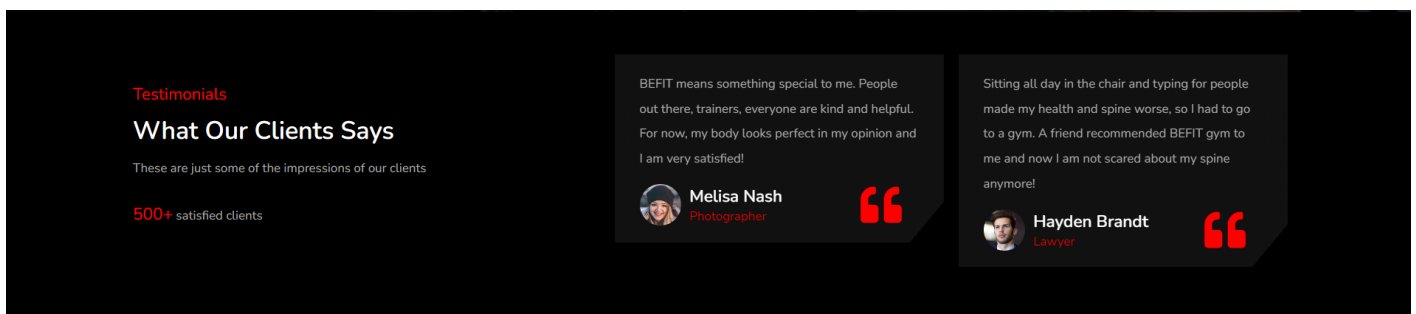 Testimonials
What Our Clients Says
These are just some of the impressions of our clients
500+ satisfied clients
BEFIT means something special to me. People
out there, trainers, everyone are kind and helpful.
For now, my body looks perfect in my opinion and
I am very satisfied!
Melisa Nash
Photographer
Sitting all day in the chair and typing for people
made my health and spine worse, so I had to go
to a gym. A friend recommended BEFIT gym to
me and now I am not scared about my spine
anymore!
Hayden Brandt
Lawyer